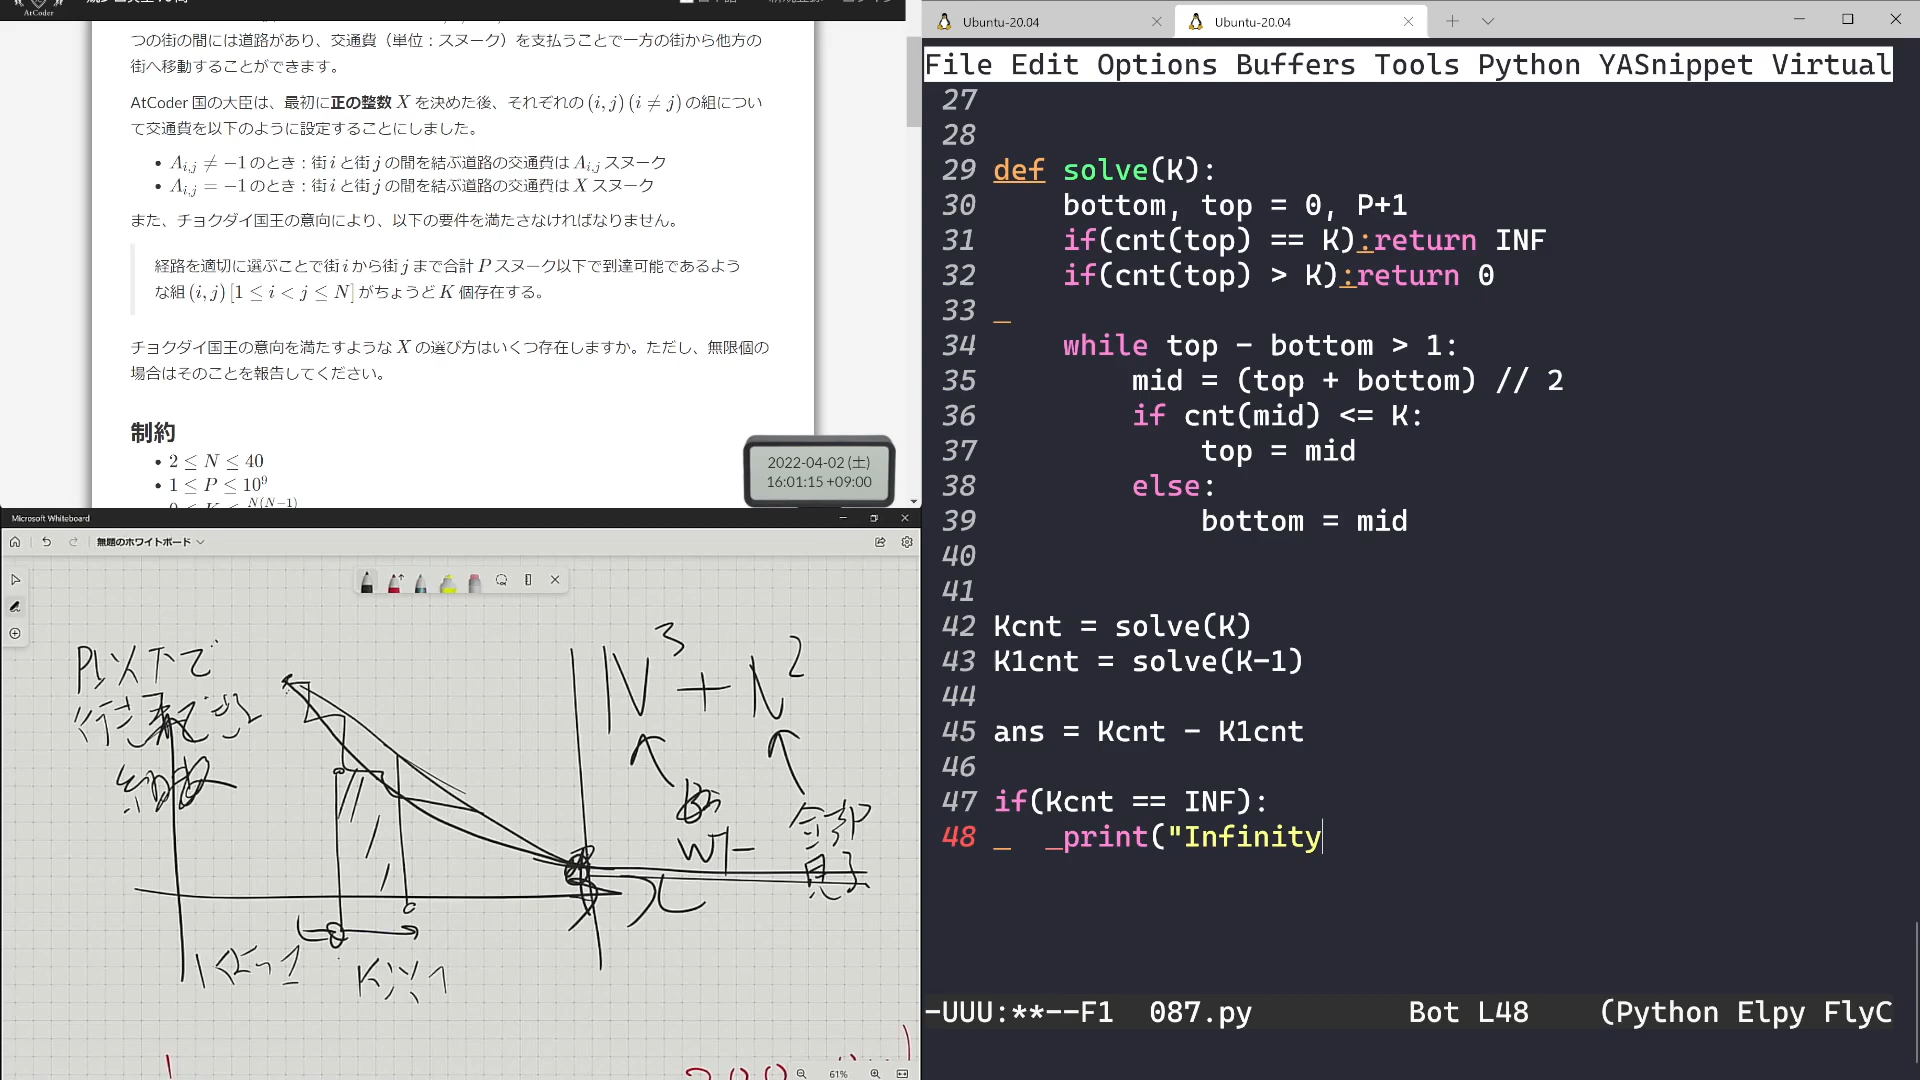 AtCoder
つの街の間には道路があり、交通費（単位：スヌーク）を支払うことで一方の街から他方の
街へ移動することができます。
AtCoder 国の大臣は、最初に正の整数 X を決めた後、それぞれの (i, j) (i ≠ j) の組につい
て交通費を以下のように設定することにしました。
• A_{i,j} ≠ −1 のとき：街 i と街 j の間を結ぶ道路の交通費は A_{i,j} スヌーク
• A_{i,j} = −1 のとき：街 i と街 j の間を結ぶ道路の交通費は X スヌーク
また、チョクダイ国王の意向により、以下の要件を満たさなければなりません。
経路を適切に選ぶことで街 i から街 j まで合計 P スヌーク以下で到達可能であるよう
な組 (i, j) [1 ≤ i < j ≤ N] がちょうど K 個存在する。
チョクダイ国王の意向を満たすような X の選び方はいくつ存在しますか。ただし、無限個の
場合はそのことを報告してください。
制約
• 2 ≤ N ≤ 40
• 1 ≤ P ≤ 10^9
2022-04-02 (土)
16:01:15 +09:00
Microsoft Whiteboard
無題のホワイトボード
P以下で
N^3 + N^2
全部
見る
x
61%
Ubuntu-20.04
Ubuntu-20.04
File Edit Options Buffers Tools Python YASnippet Virtual
27
28
29 def solve(K):
30     bottom, top = 0, P+1
31     if(cnt(top) == K):return INF
32     if(cnt(top) > K):return 0
33 _
34     while top - bottom > 1:
35         mid = (top + bottom) // 2
36         if cnt(mid) <= K:
37             top = mid
38         else:
39             bottom = mid
40
41
42 Kcnt = solve(K)
43 K1cnt = solve(K-1)
44
45 ans = Kcnt - K1cnt
46
47 if(Kcnt == INF):
48 _  _print("Infinity
-UUU:**--F1  087.py         Bot L48    (Python Elpy FlyC